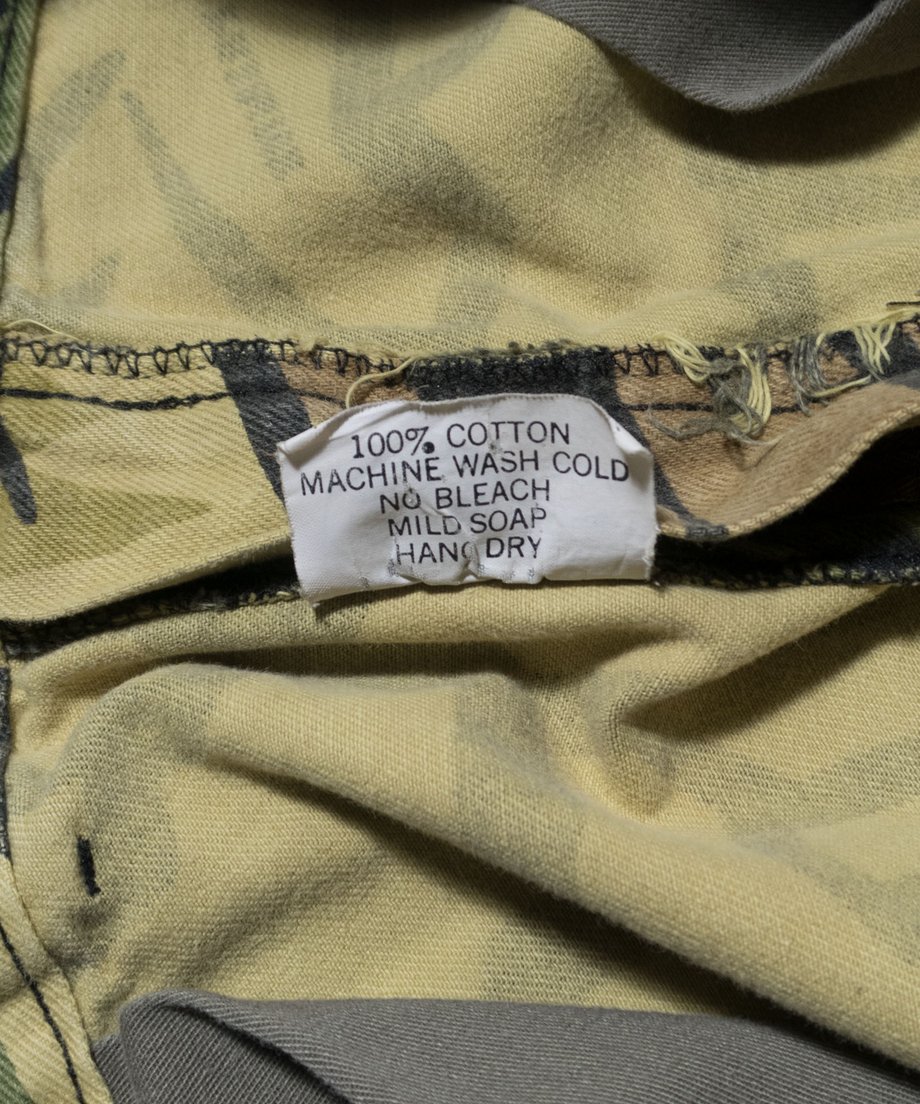 100% COTTON
MACHINE WASH COLD
NO BLEACH
MILD SOAP
HANG DRY